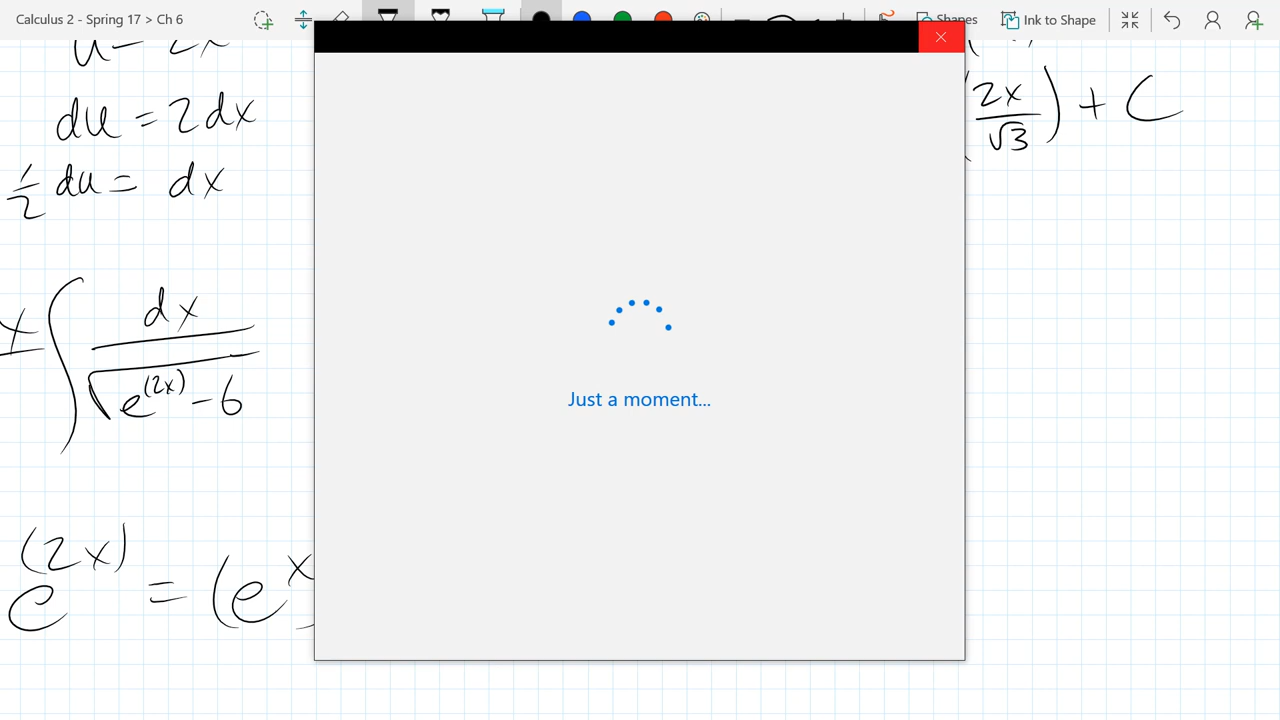 Calculus 2 - Spring 17 > Ch 6
Shapes
Ink to Shape
du = 2dx
1/2 du = dx
(2x/√3) + C
∫ dx / √(e^(2x) - 6)
Just a moment...
e^(2x) = (e^x